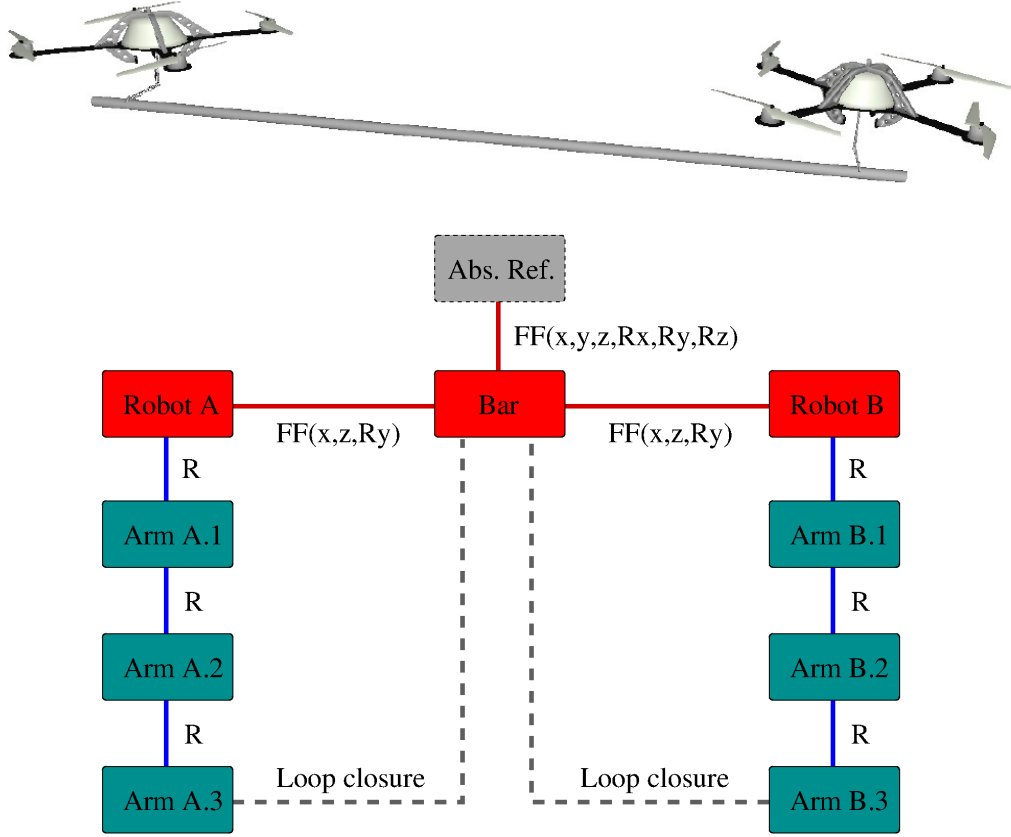 Abs. Ref.
FF(x,y,z,Rx,Ry,Rz)
Robot A
Bar
Robot B
FF(x,z,Ry)
FF(x,z,Ry)
R
R
Arm A.1
Arm B.1
R
R
Arm A.2
Arm B.2
R
R
Loop closure
Loop closure
Arm A.3
Arm B.3